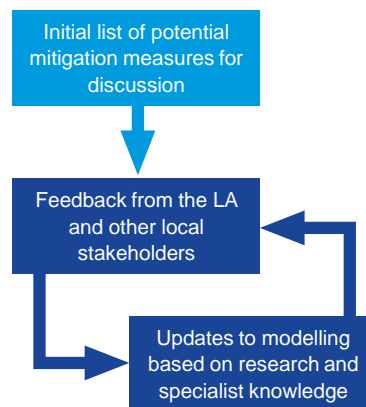 Initial list of potential
mitigation measures for
discussion
Feedback from the LA
and other local
stakeholders
Updates to modelling
based on research and
specialist knowledge